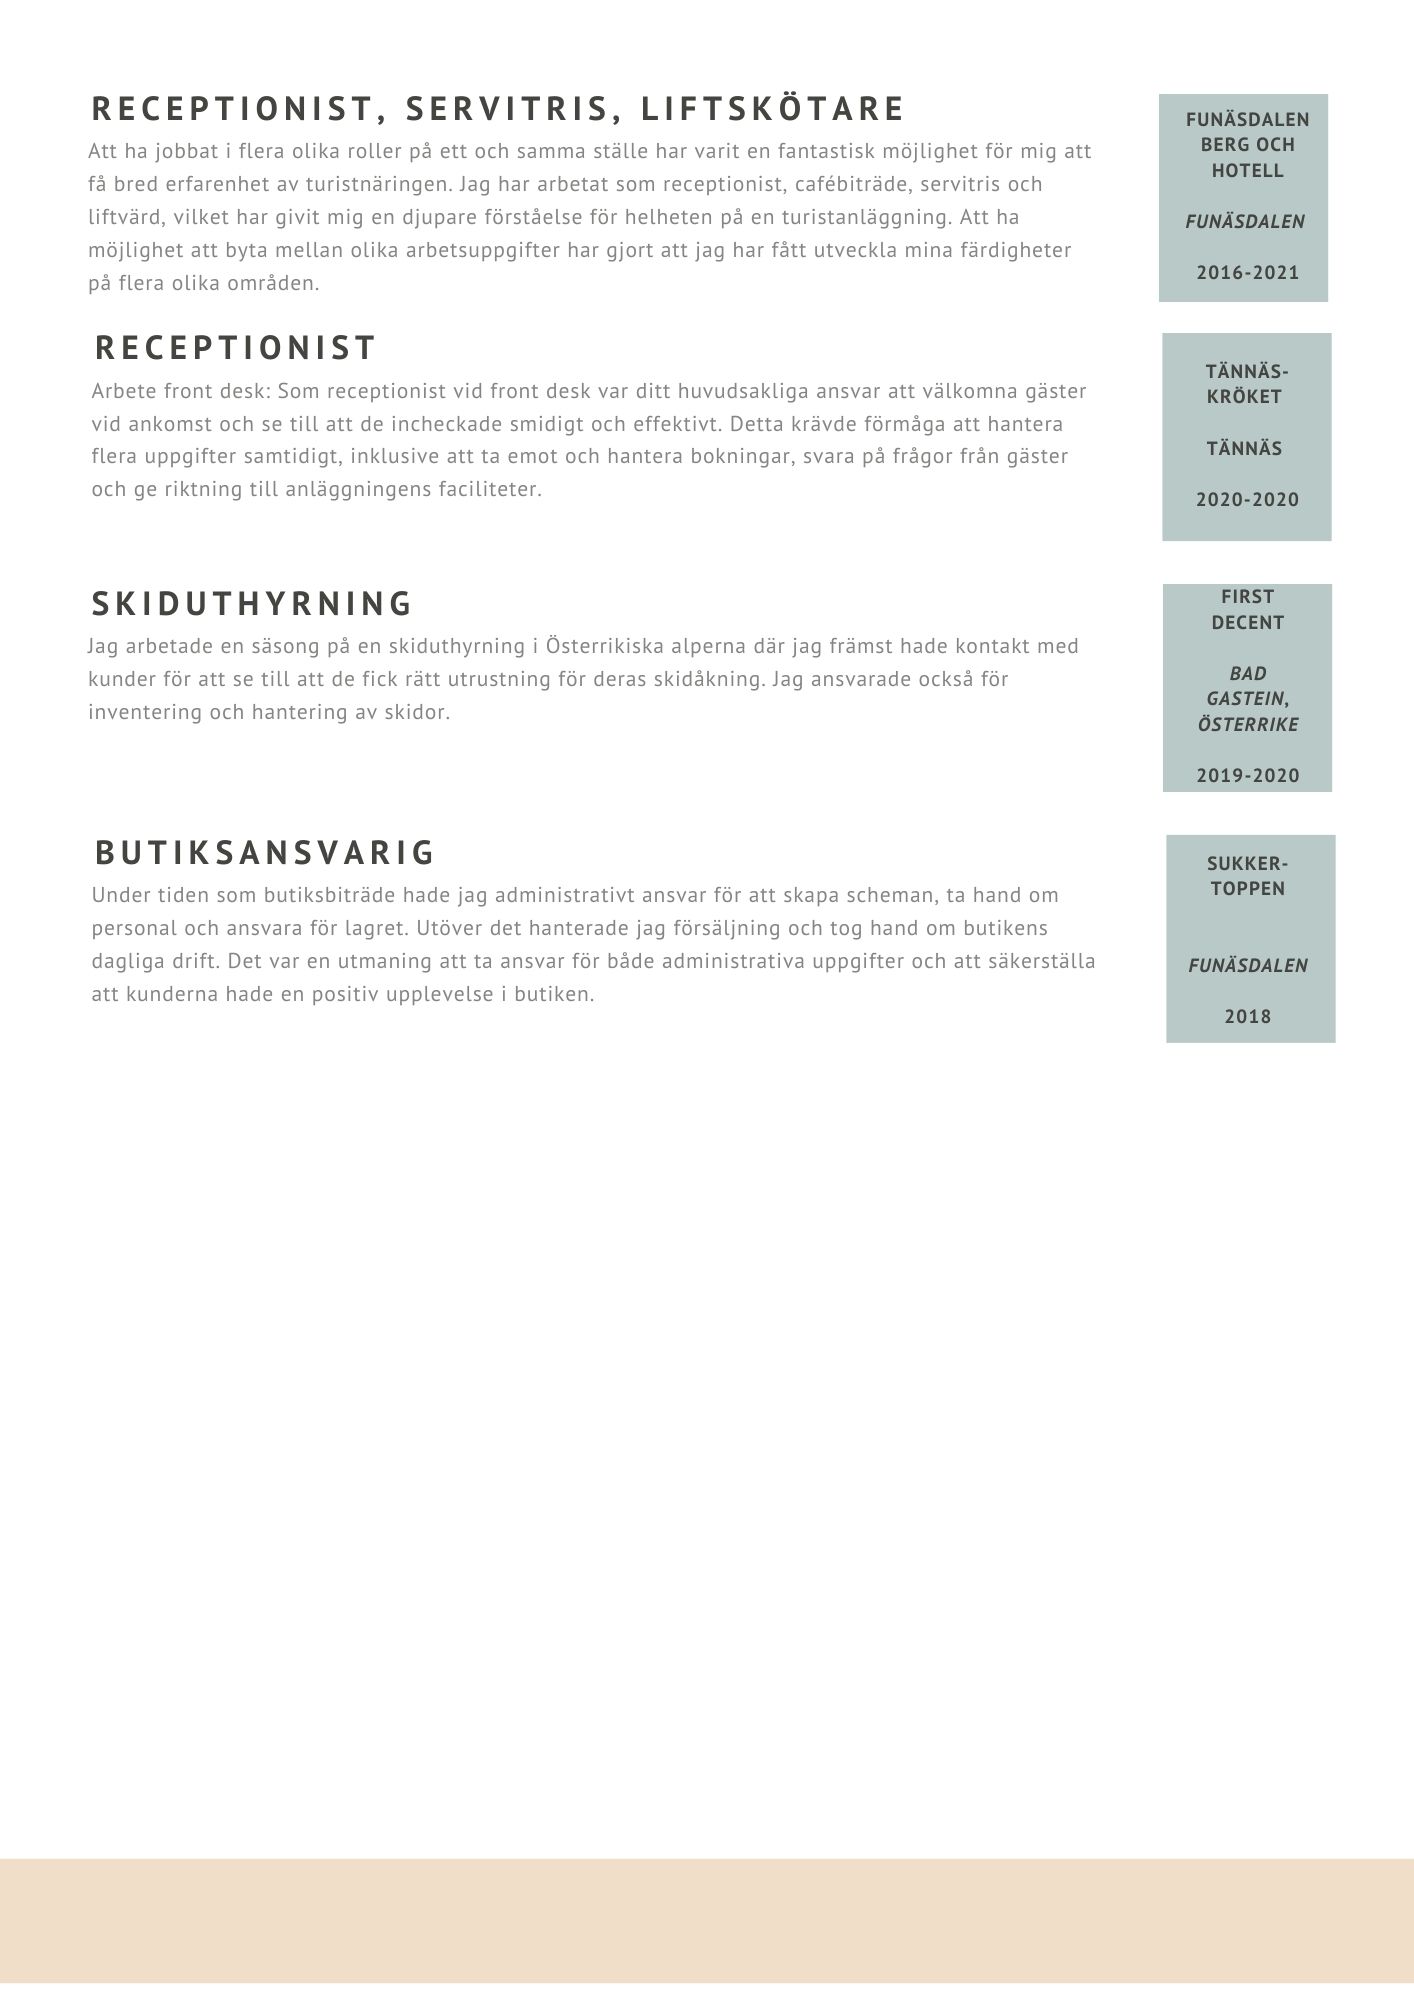 RECEPTIONIST, SERVITRIS, LIFTSKÖTARE
Att ha jobbat i flera olika roller på ett och samma ställe har varit en fantastisk möjlighet för mig att
få bred erfarenhet av turistnäringen. Jag har arbetat som receptionist, cafébiträde, servitris och
liftvärd, vilket har givit mig en djupare förståelse för helheten på en turistanläggning. Att ha
möjlighet att byta mellan olika arbetsuppgifter har gjort att jag har fått utveckla mina färdigheter
på flera olika områden.
FUNÄSDALEN
BERG OCH
HOTELL
FUNÄSDALEN
2016-2021
RECEPTIONIST
Arbete front desk: Som receptionist vid front desk var ditt huvudsakliga ansvar att välkomna gäster
vid ankomst och se till att de incheckade smidigt och effektivt. Detta krävde förmåga att hantera
flera uppgifter samtidigt, inklusive att ta emot och hantera bokningar, svara på frågor från gäster
och ge riktning till anläggningens faciliteter.
TÄNNÄS-
KRÖKET
TÄNNÄS
2020-2020
SKIDUTHYRNING
Jag arbetade en säsong på en skiduthyrning i Österrikiska alperna där jag främst hade kontakt med
kunder för att se till att de fick rätt utrustning för deras skidåkning. Jag ansvarade också för
inventering och hantering av skidor.
FIRST
DECENT
BAD
GASTEIN,
ÖSTERRIKE
2019-2020
BUTIKSANSVARIG
Under tiden som butiksbiträde hade jag administrativt ansvar för att skapa scheman, ta hand om
personal och ansvara för lagret. Utöver det hanterade jag försäljning och tog hand om butikens
dagliga drift. Det var en utmaning att ta ansvar för både administrativa uppgifter och att säkerställa
att kunderna hade en positiv upplevelse i butiken.
SUKKER-
TOPPEN
FUNÄSDALEN
2018